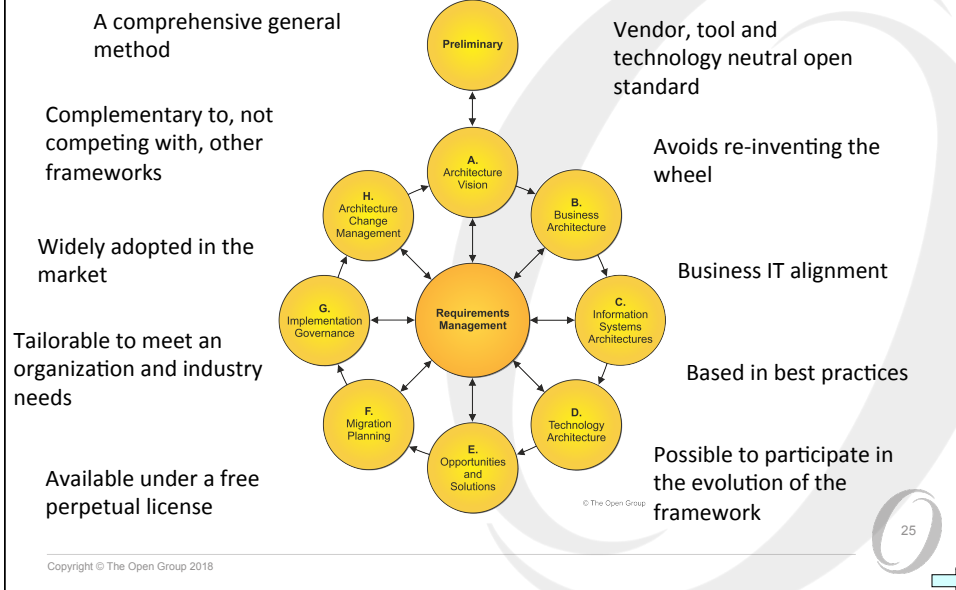 A comprehensive general
method
Complementary to, not
competing with, other
frameworks
Widely adopted in the
market
Tailorable to meet an
organization and industry
needs
Available under a free
perpetual license
Preliminary
A.
Architecture
Vision
B.
Business
Architecture
C.
Information
Systems
Architectures
D.
Technology
Architecture
E.
Opportunities
and
Solutions
F.
Migration
Planning
G.
Implementation
Governance
H.
Architecture
Change
Management
Requirements
Management
© The Open Group
Vendor, tool and
technology neutral open
standard
Avoids re-inventing the
wheel
Business IT alignment
Based in best practices
Possible to participate in
the evolution of the
framework
25
Copyright © The Open Group 2018